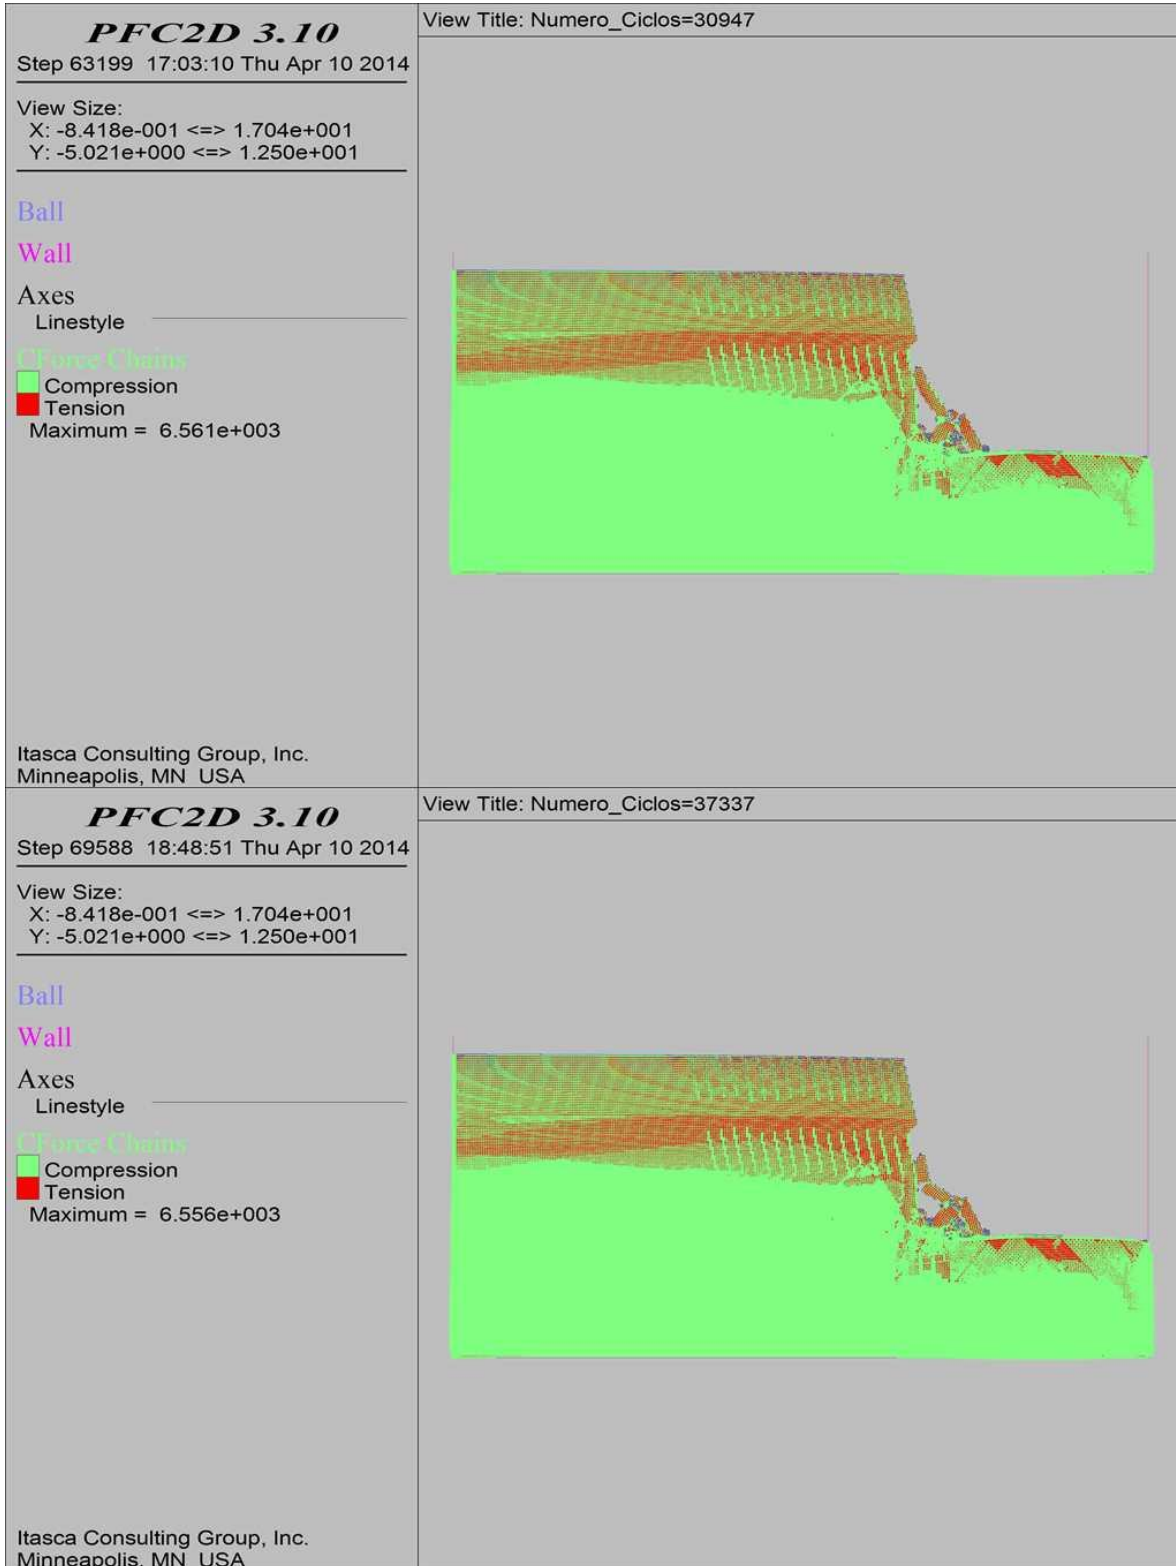 PFC2D 3.10
Step 63199 17:03:10 Thu Apr 10 2014
View Size:
X: -8.418e-001 <=> 1.704e+001
Y: -5.021e+000 <=> 1.250e+001
Ball
Wall
Axes
Linestyle
CForce Chains
Compression
Tension
Maximum = 6.561e+003
Itasca Consulting Group, Inc.
Minneapolis, MN USA
View Title: Numero_Ciclos=30947
PFC2D 3.10
Step 69588 18:48:51 Thu Apr 10 2014
View Size:
X: -8.418e-001 <=> 1.704e+001
Y: -5.021e+000 <=> 1.250e+001
Ball
Wall
Axes
Linestyle
CForce Chains
Compression
Tension
Maximum = 6.556e+003
Itasca Consulting Group, Inc.
Minneapolis, MN USA
View Title: Numero_Ciclos=37337